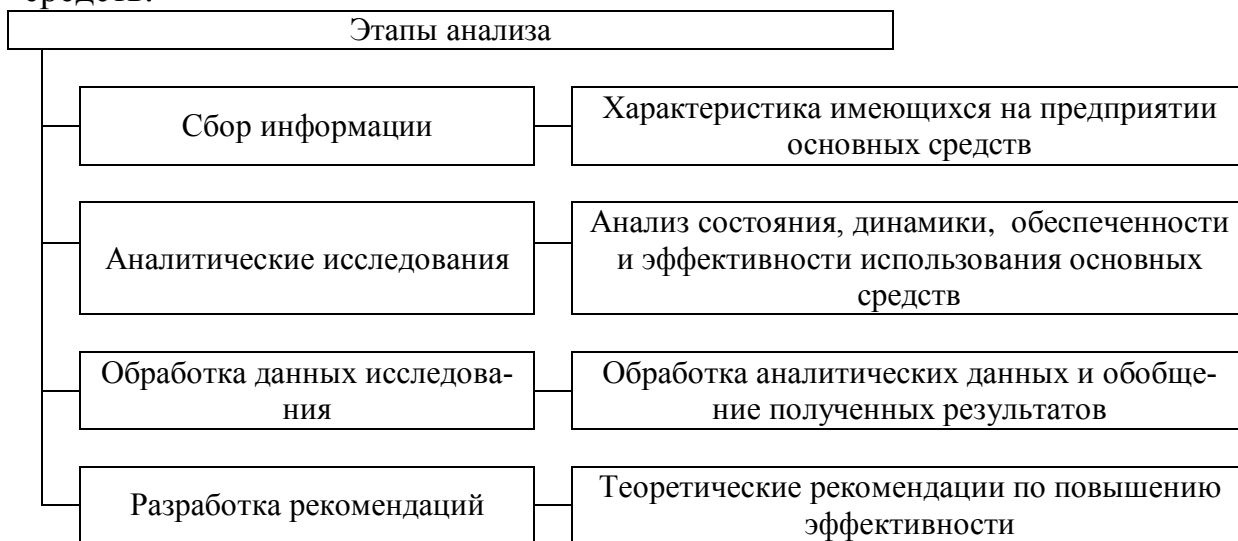 средств.
Этапы анализа
Сбор информации
Характеристика имеющихся на предприятии
основных средств
Аналитические исследования
Анализ состояния, динамики, обеспеченности
и эффективности использования основных
средств
Обработка данных исследова-
ния
Обработка аналитических данных и обобще-
ние полученных результатов
Разработка рекомендаций
Теоретические рекомендации по повышению
эффективности